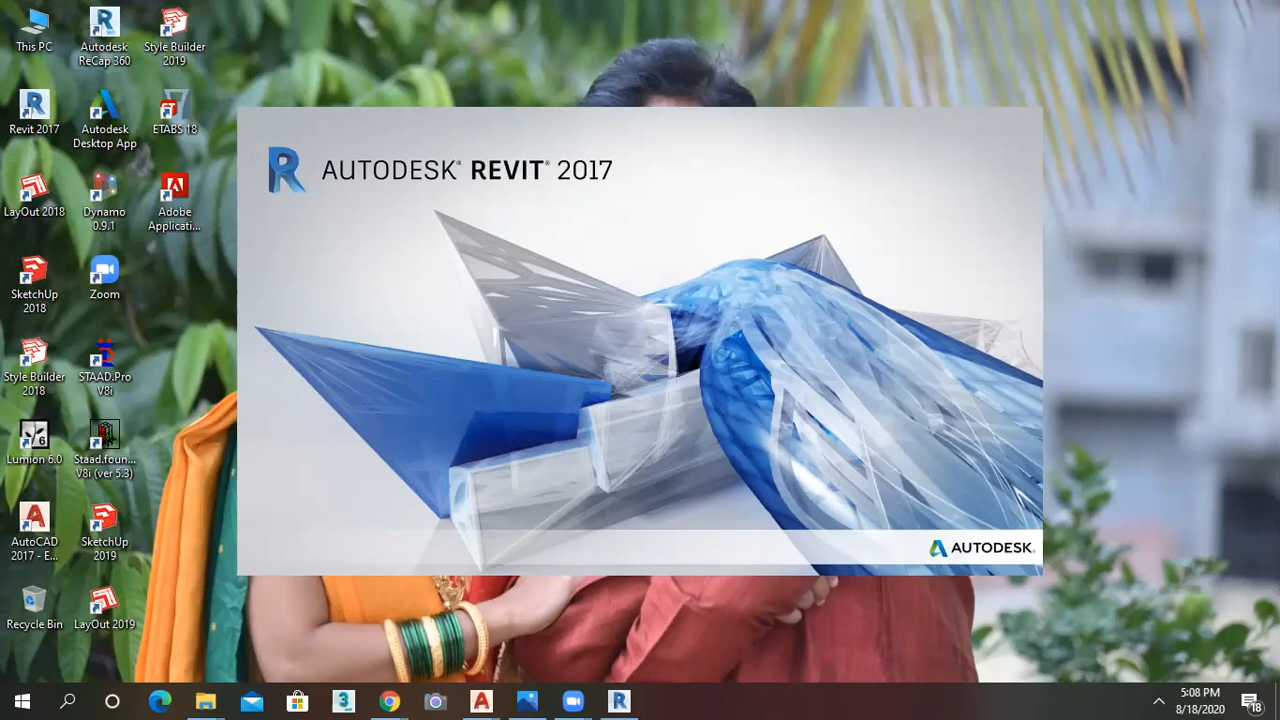 This PC
Autodesk
ReCap 360
Style Builder
2019
Revit 2017
Autodesk
Desktop App
ETABS 18
LayOut 2018
Dynamo
0.9.1
Adobe
Applicati...
SketchUp
2018
Zoom
Style Builder
2018
STAAD.Pro
V8i
Lumion 6.0
Staad.foun...
V8i (ver 5.3)
AutoCAD
2017 - E...
SketchUp
2019
Recycle Bin
LayOut 2019
AUTODESK® REVIT® 2017
AUTODESK®
5:08 PM
8/18/2020
18